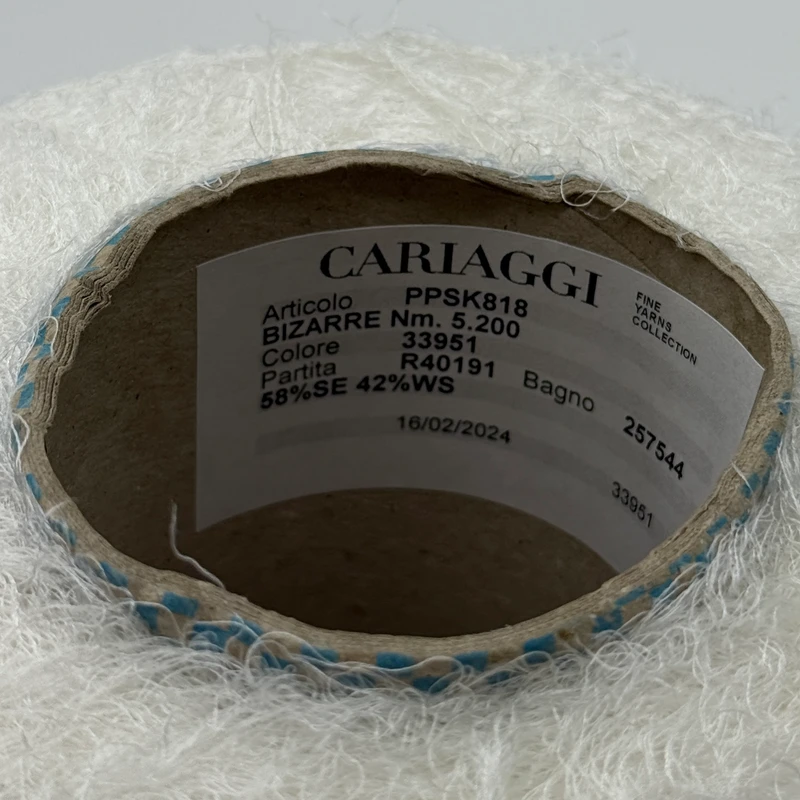 CARIAGGI
FINE
YARNS
COLLECTION
Articolo PPSK818
BIZARRE Nm. 5.200
Colore 33951
Partita R40191 Bagno 257544
58%SE 42%WS
16/02/2024
33951